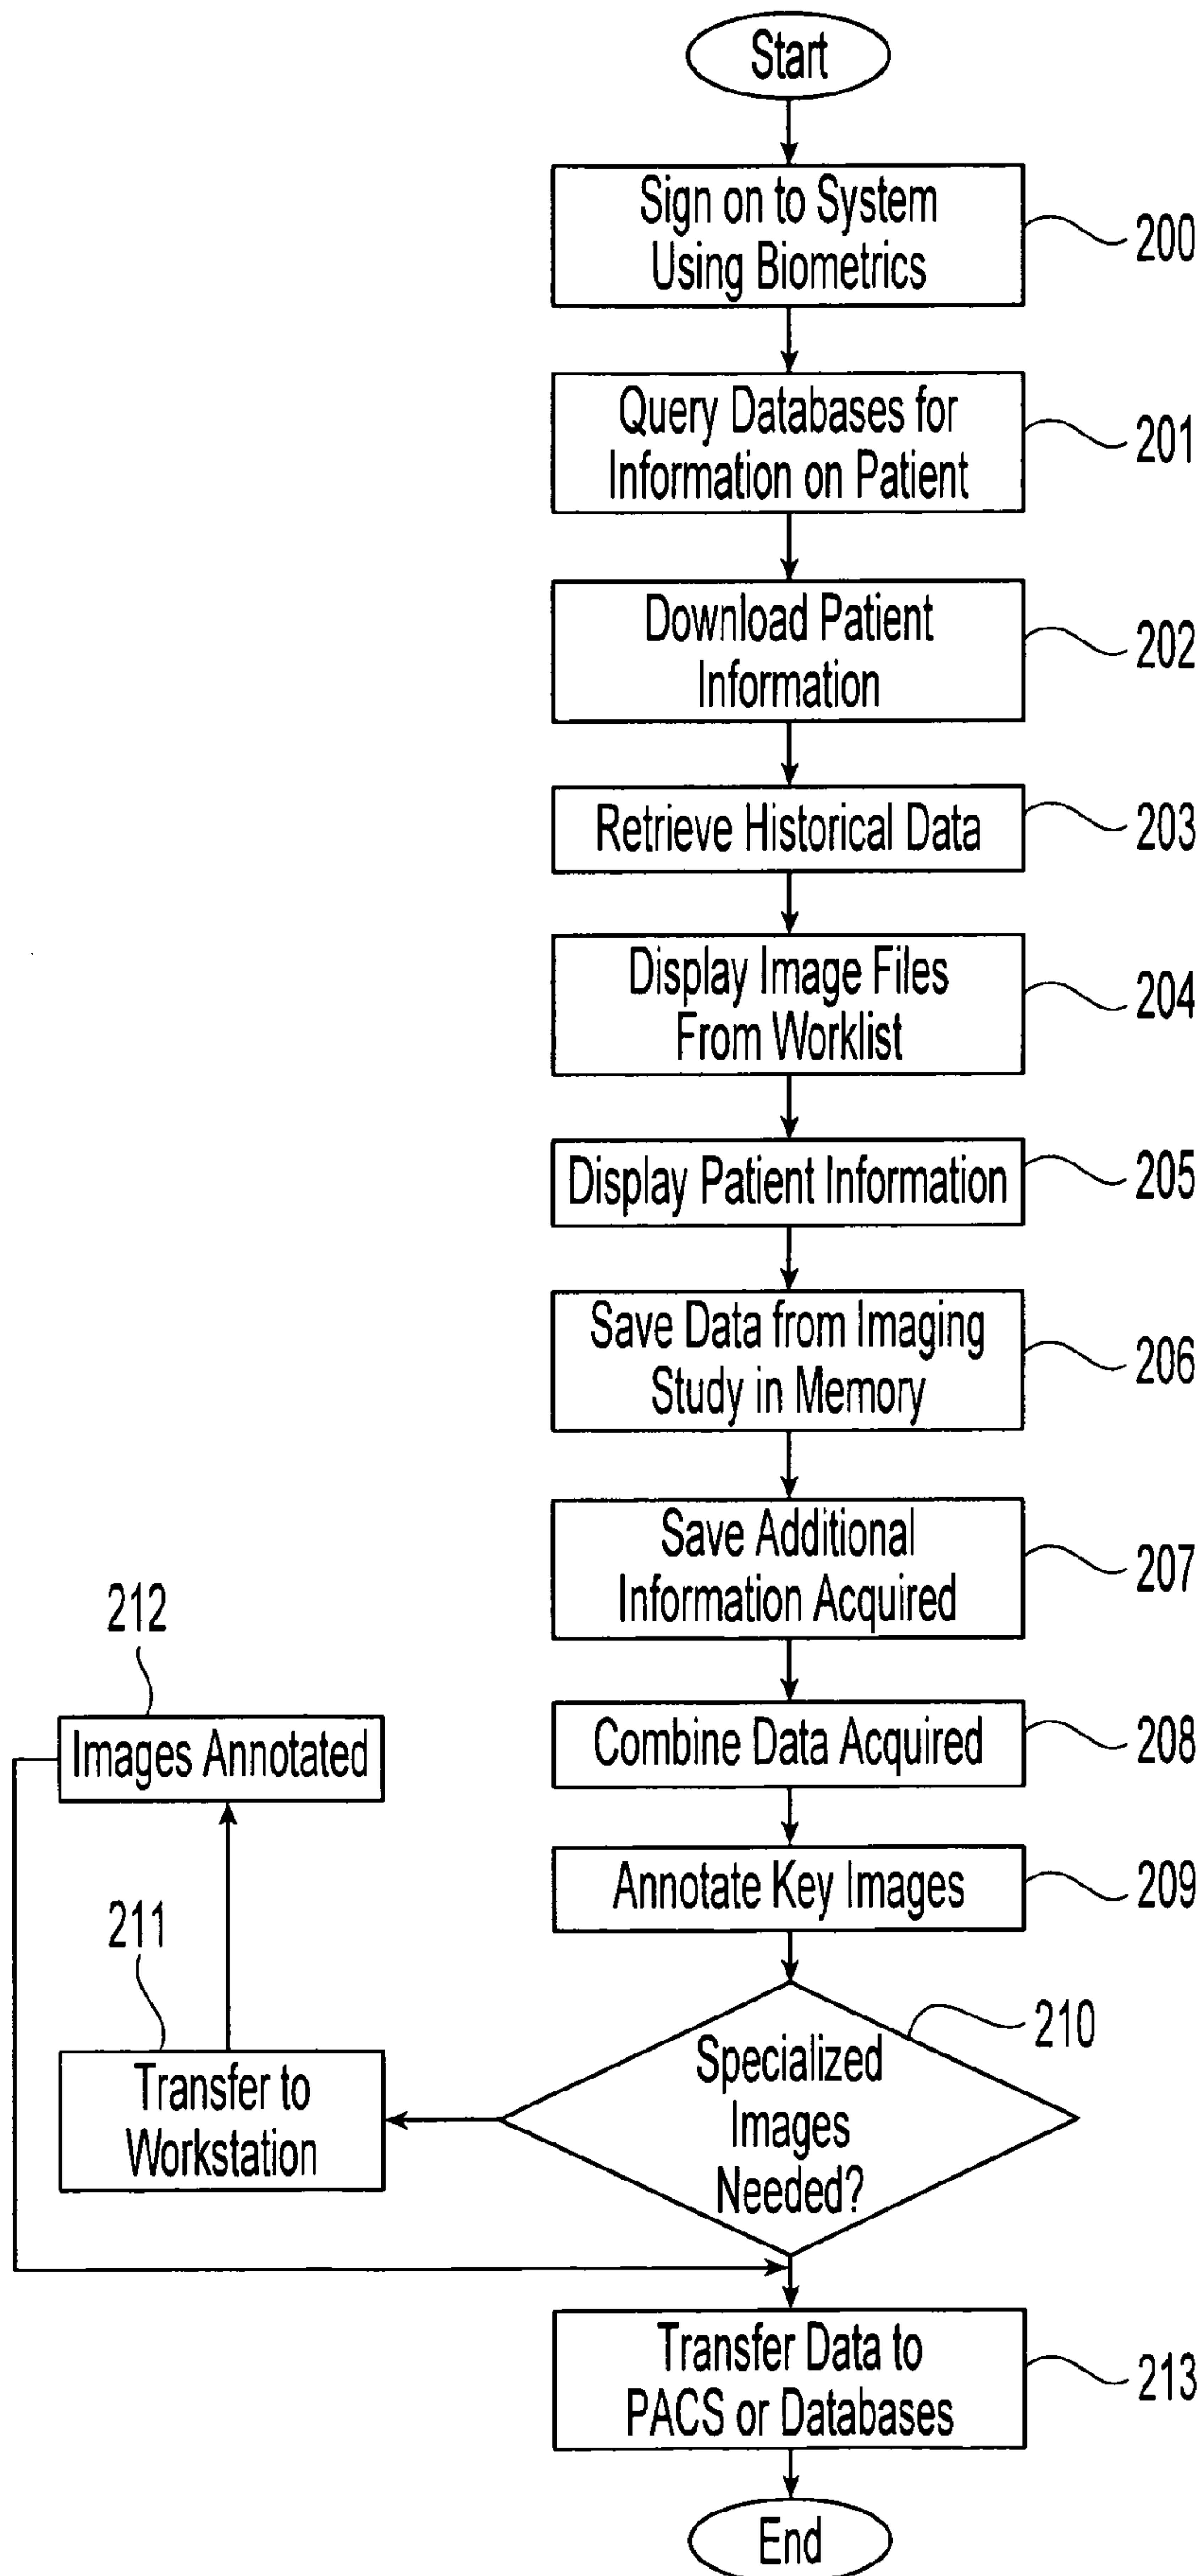 Start
Sign on to System
Using Biometrics
200
Query Databases for
Information on Patient
201
Download Patient
Information
202
Retrieve Historical Data
203
Display Image Files
From Worklist
204
Display Patient Information
205
Save Data from Imaging
Study in Memory
206
Save Additional
Information Acquired
207
212
Images Annotated
Combine Data Acquired
208
Annotate Key Images
209
211
Transfer to
Workstation
Specialized
Images
Needed?
210
Transfer Data to
PACS or Databases
213
End